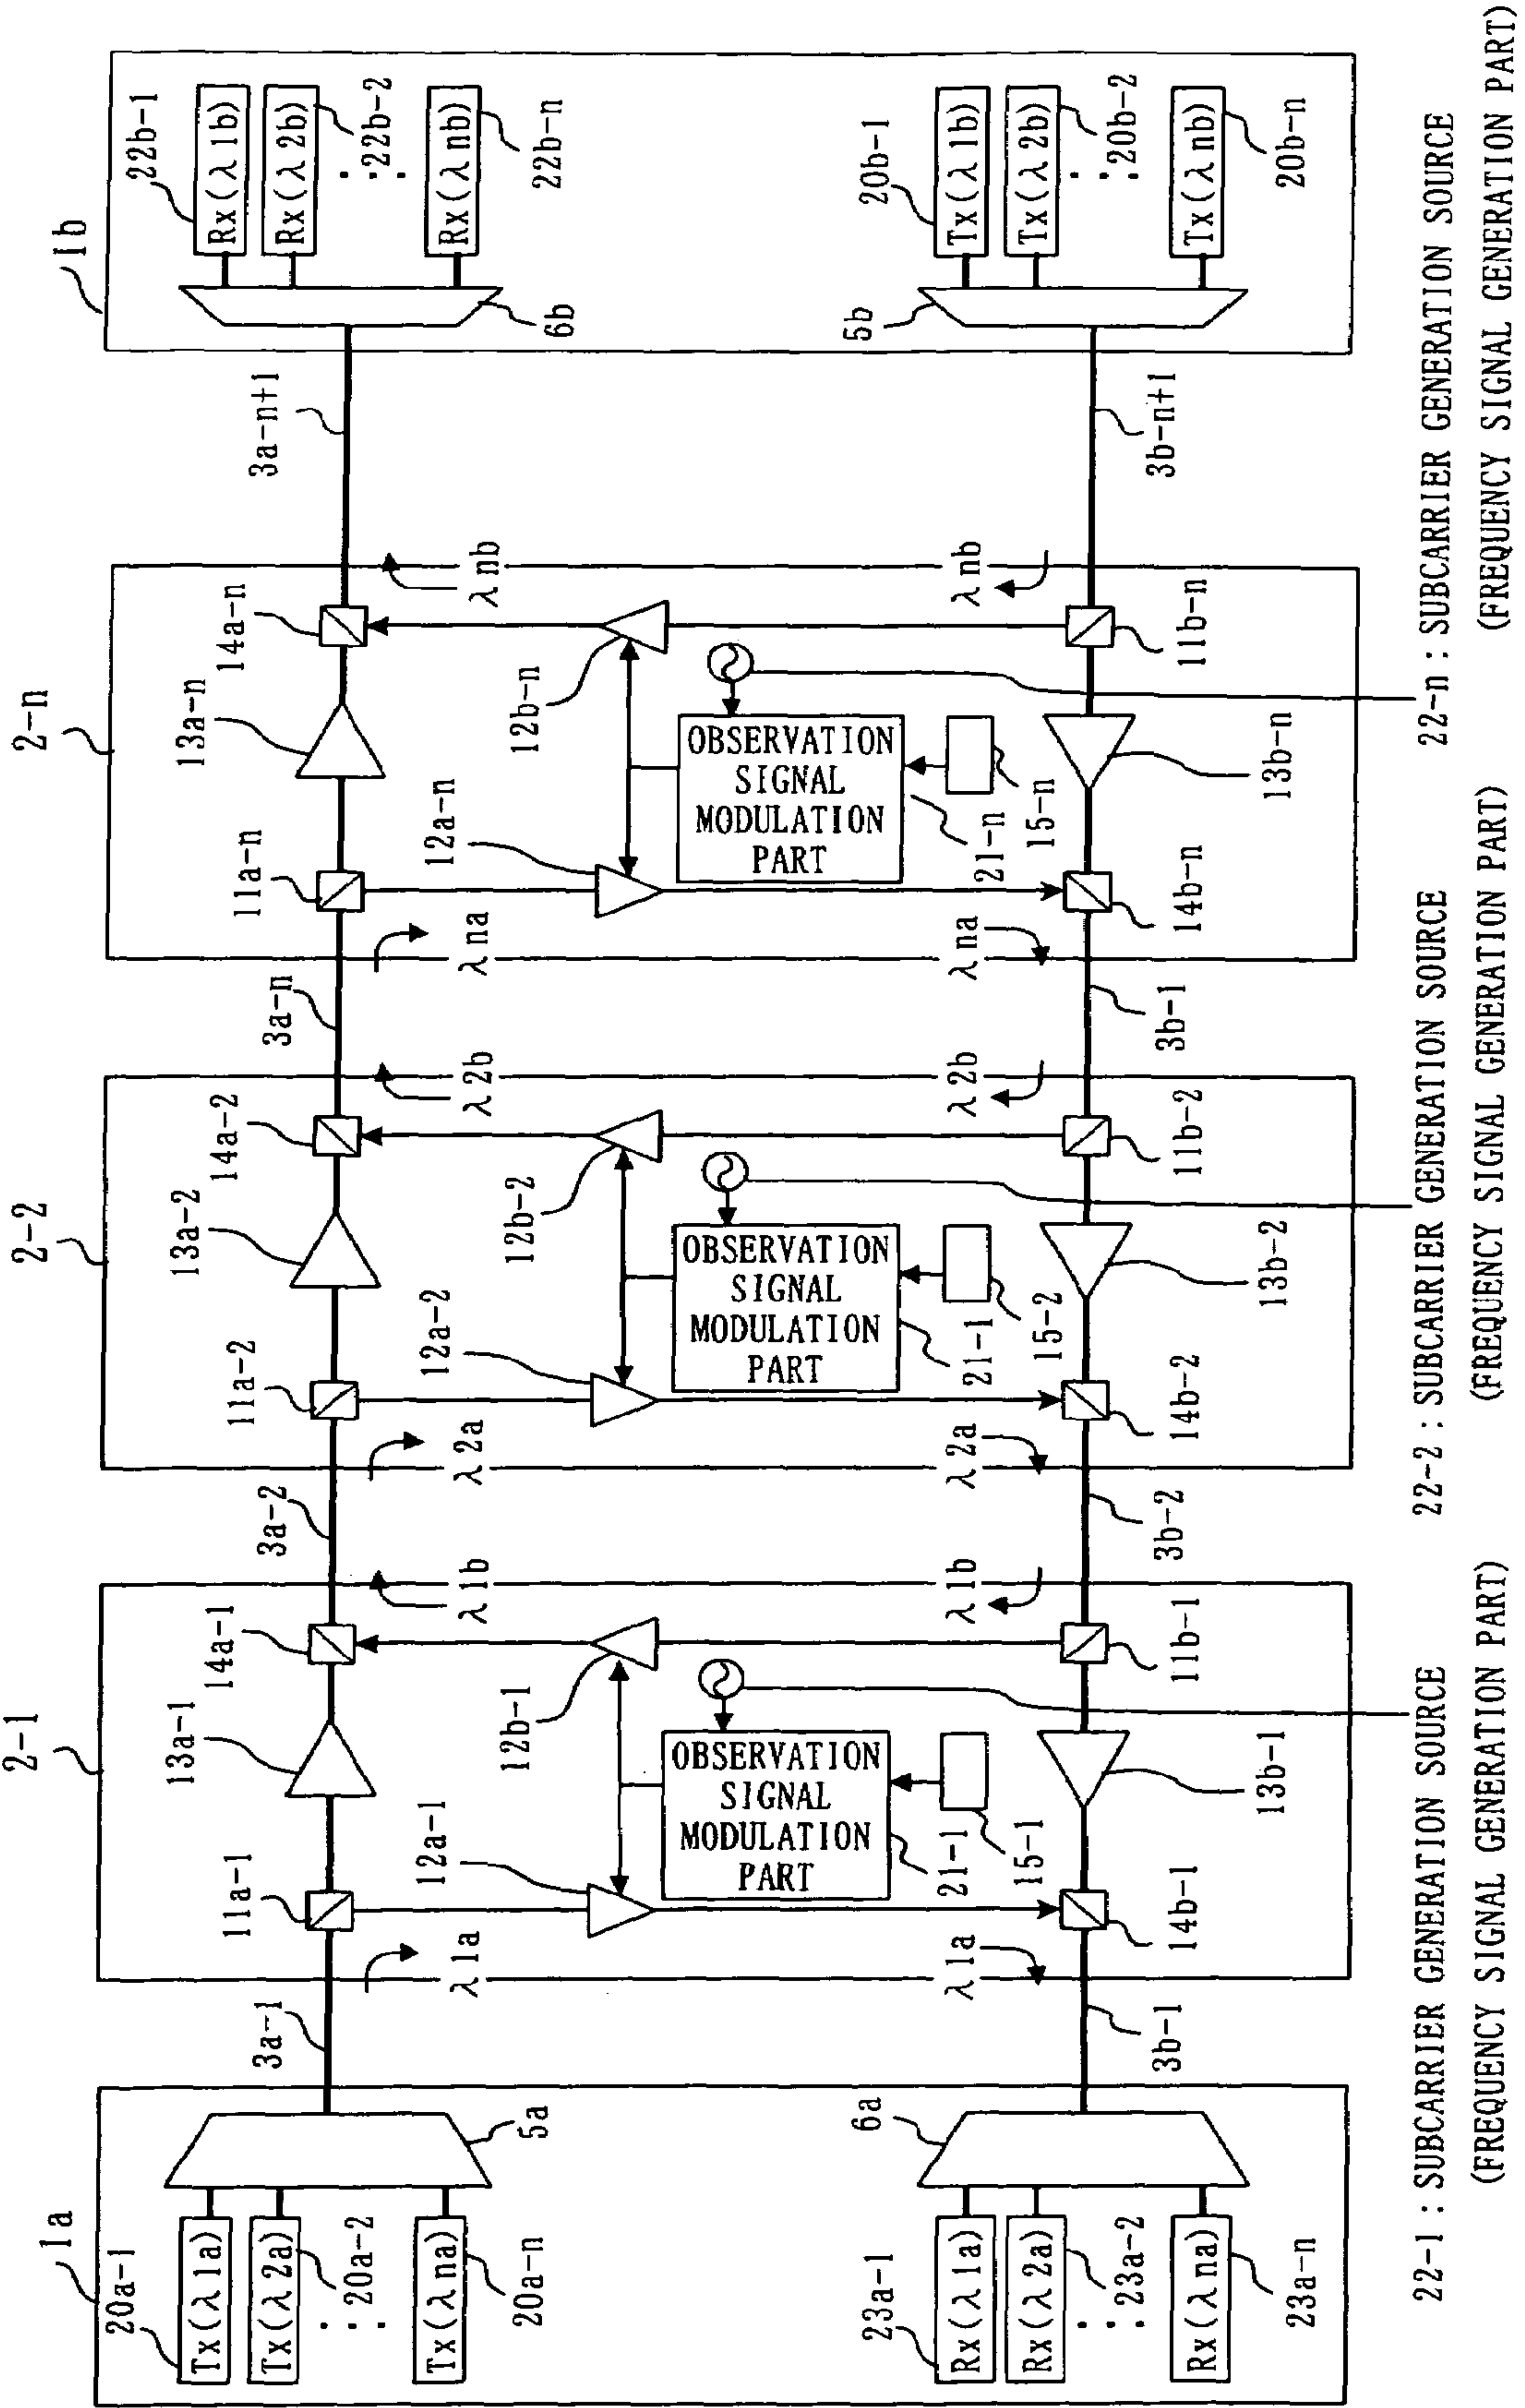 1a
20a-1
Tx(λ1a)
Tx(λ2a)
20a-2
Tx(λna)
20a-n
5a
23a-1
Rx(λ1a)
Rx(λ2a)
23a-2
Rx(λna)
23a-n
6a
3a-1
3b-1
2-1
11a-1
13a-1
14a-1
λ1a
λ1b
12a-1
12b-1
OBSERVATION
SIGNAL
MODULATION
PART
21-1
15-1
λ1a
λ1b
14b-1
13b-1
11b-1
3a-2
3b-2
2-2
11a-2
13a-2
14a-2
λ2a
λ2b
12a-2
12b-2
OBSERVATION
SIGNAL
MODULATION
PART
21-1
15-2
λ2a
λ2b
14b-2
13b-2
11b-2
3a-n
3b-1
2-n
11a-n
13a-n
14a-n
λna
λnb
12a-n
12b-n
OBSERVATION
SIGNAL
MODULATION
PART
21-n
15-n
λna
λnb
14b-n
13b-n
11b-n
3a-n+1
3b-n+1
1b
22b-1
Rx(λ1b)
Rx(λ2b)
22b-2
Rx(λnb)
22b-n
6b
20b-1
Tx(λ1b)
Tx(λ2b)
20b-2
Tx(λnb)
20b-n
5b
22-1 : SUBCARRIER GENERATION SOURCE
(FREQUENCY SIGNAL GENERATION PART)
22-2 : SUBCARRIER GENERATION SOURCE
(FREQUENCY SIGNAL GENERATION PART)
22-n : SUBCARRIER GENERATION SOURCE
(FREQUENCY SIGNAL GENERATION PART)